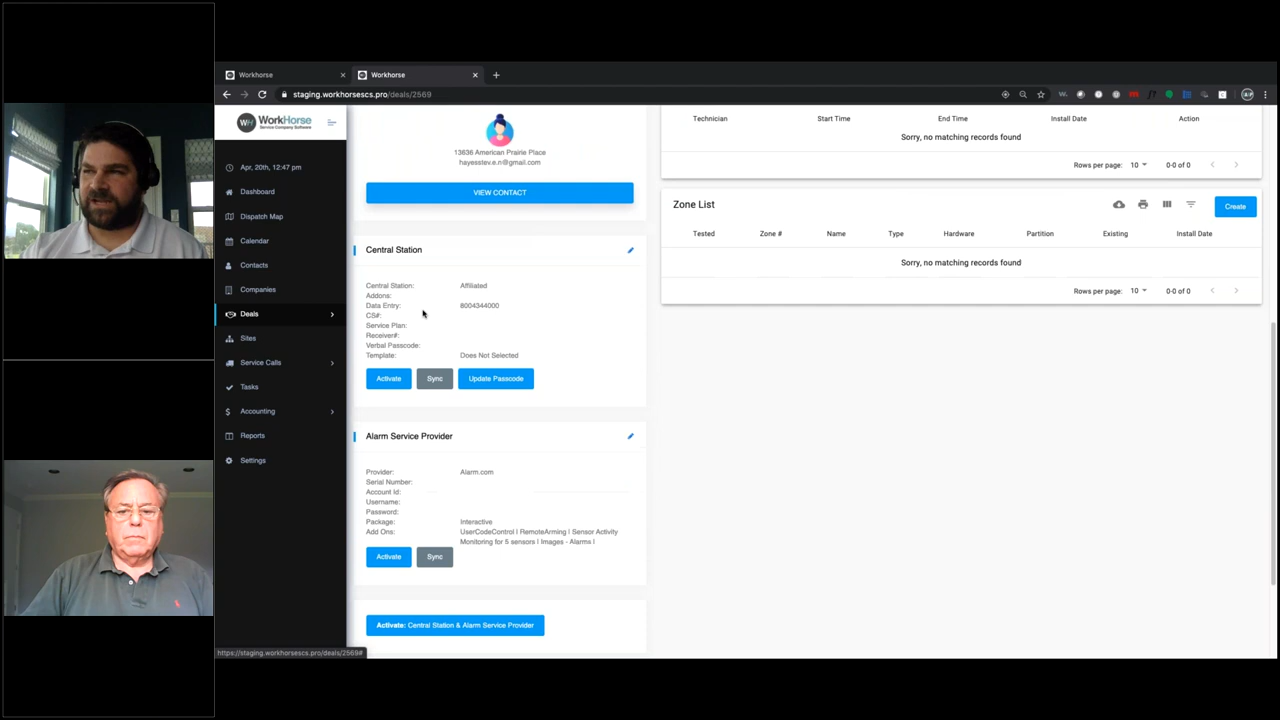 Workhorse
Workhorse
staging.workhorsescs.pro/deals/2569
WH WorkHorse
Service Company Software
Apr, 20th, 12:47 pm
Dashboard
Dispatch Map
Calendar
Contacts
Companies
Deals
Sites
Service Calls
Tasks
Accounting
Reports
Settings
13636 American Prairie Place
hayesstev.e.n@gmail.com
VIEW CONTACT
Central Station
Central Station: Affiliated
Addons:
Data Entry: 8004344000
CS#:
Service Plan:
Receiver#:
Verbal Passcode:
Template: Does Not Selected
Activate Sync Update Passcode
Alarm Service Provider
Provider: Alarm.com
Serial Number:
Account Id:
Username:
Password:
Package: Interactive
Add Ons: UserCodeControl | RemoteArming | Sensor Activity
Monitoring for 5 sensors | Images - Alarms |
Activate Sync
Activate: Central Station & Alarm Service Provider
Technician Start Time End Time Install Date Action
Sorry, no matching records found
Rows per page: 10 0-0 of 0
Zone List
Create
Tested Zone # Name Type Hardware Partition Existing Install Date
Sorry, no matching records found
Rows per page: 10 0-0 of 0
https://staging.workhorsescs.pro/deals/2569#